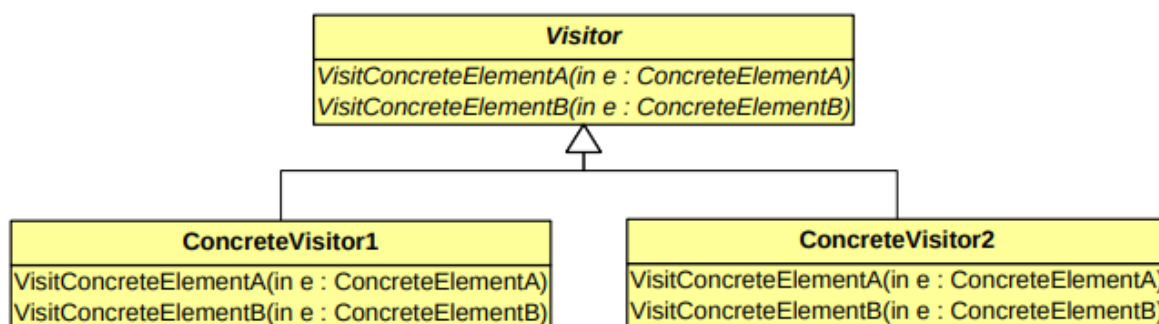 Visitor
VisitConcreteElementA(in e : ConcreteElementA)
VisitConcreteElementB(in e : ConcreteElementB)
ConcreteVisitor1
VisitConcreteElementA(in e : ConcreteElementA)
VisitConcreteElementB(in e : ConcreteElementB)
ConcreteVisitor2
VisitConcreteElementA(in e : ConcreteElementA)
VisitConcreteElementB(in e : ConcreteElementB)